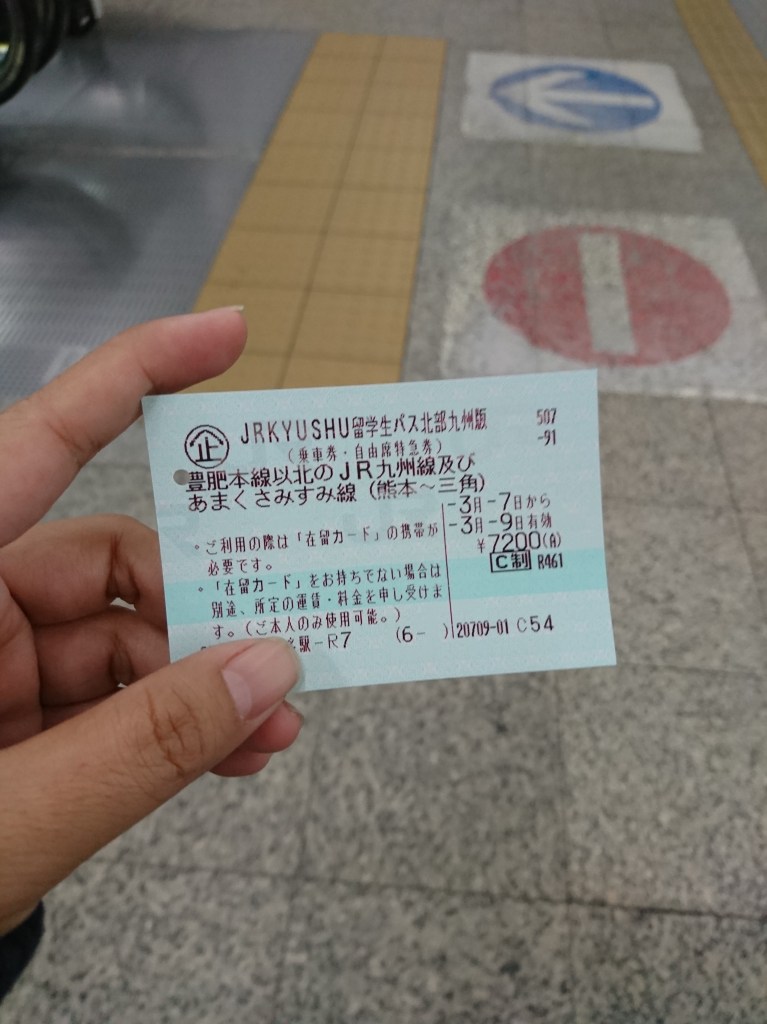 企
JRKYUSHU留学生パス北部九州版
507
-91
(乗車券・自由席特急券)
豊肥本線以北のJR九州線及び
あまくさみすみ線(熊本〜三角)
-3月-7日から
-3月-9日有効
¥7200(A)
C制 R461
。ご利用の際は「在留カード」の携帯が
必要です。
。「在留カード」をお持ちでない場合は
別途、所定の運賃・料金を申し受けま
す。(ご本人のみ使用可能。)
駅-R7 (6- ) 20709-01 C54